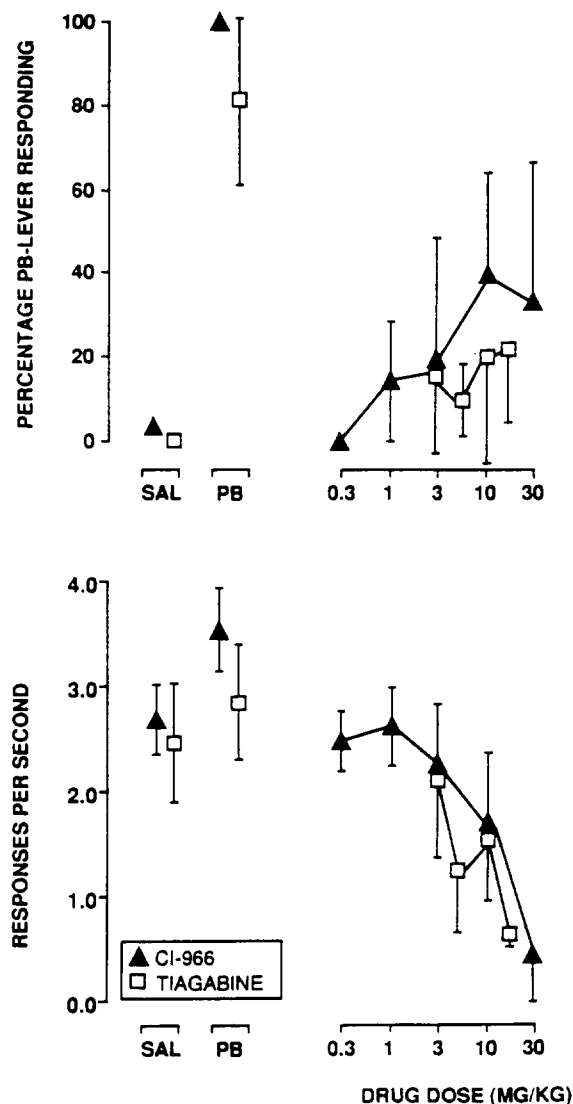 PERCENTAGE PB-LEVER RESPONDING
100
80
60
40
20
0
SAL
PB
0.3 1 3 10 30
RESPONSES PER SECOND
4.0
3.0
2.0
1.0
0.0
CI-966
TIAGABINE
SAL
PB
0.3 1 3 10 30
DRUG DOSE (MG/KG)